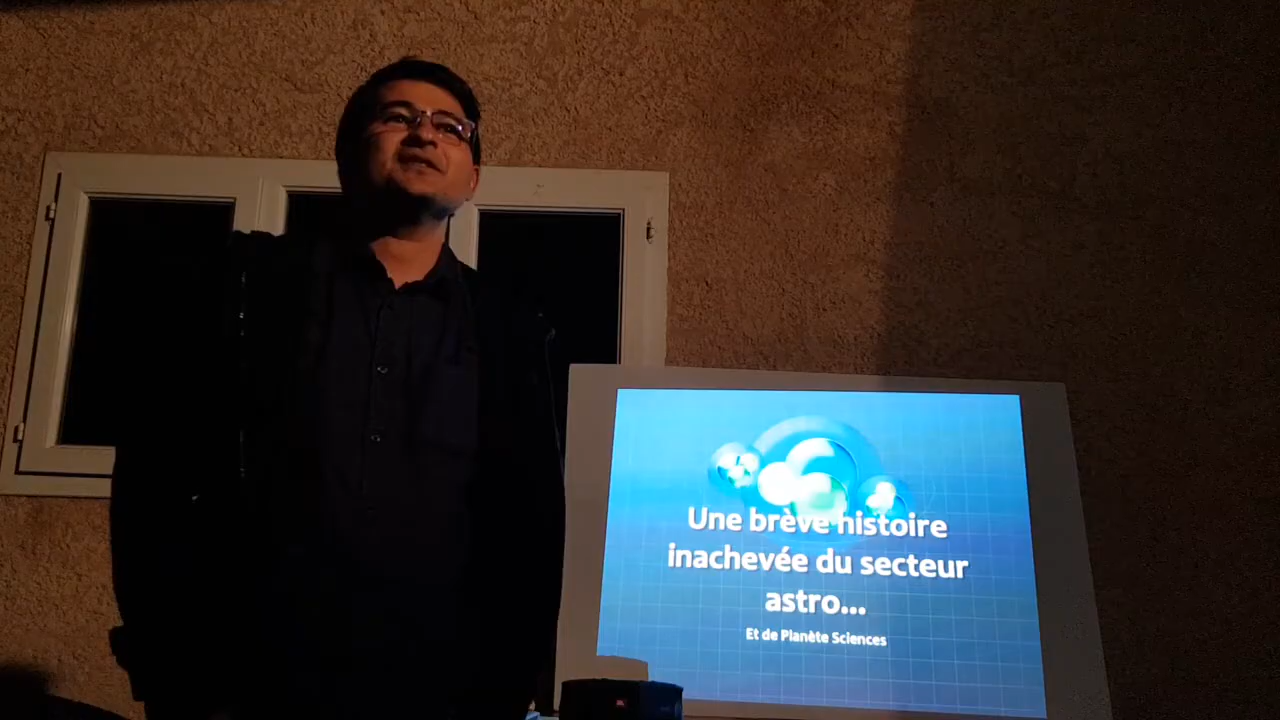 Une brève histoire
inachevée du secteur
astro...
Et de Planète Sciences